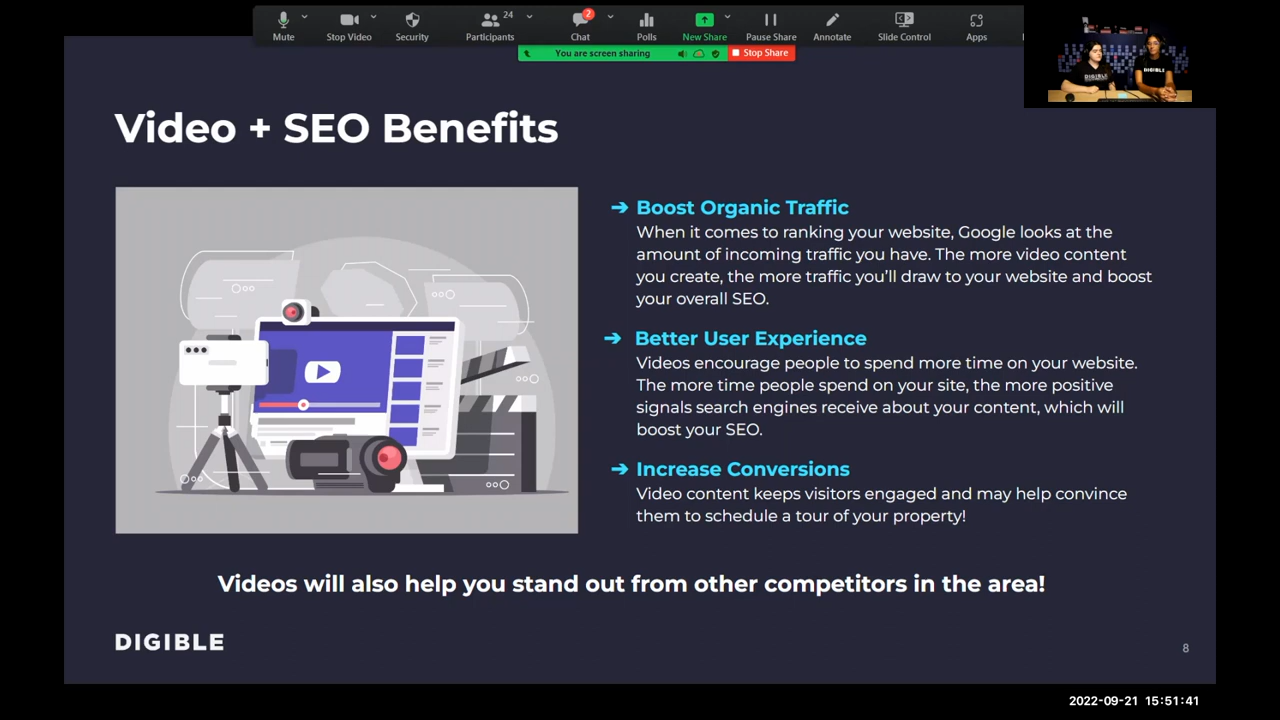 24
2
Mute
Stop Video
Security
Participants
Chat
Polls
New Share
Pause Share
Annotate
Slide Control
Apps
You are screen sharing
Stop Share
DIGIBLE
DIGIBLE
Video + SEO Benefits
➔ Boost Organic Traffic
When it comes to ranking your website, Google looks at the
amount of incoming traffic you have. The more video content
you create, the more traffic you’ll draw to your website and boost
your overall SEO.
➔ Better User Experience
Videos encourage people to spend more time on your website.
The more time people spend on your site, the more positive
signals search engines receive about your content, which will
boost your SEO.
➔ Increase Conversions
Video content keeps visitors engaged and may help convince
them to schedule a tour of your property!
Videos will also help you stand out from other competitors in the area!
DIGIBLE
8
2022-09-21 15:51:41